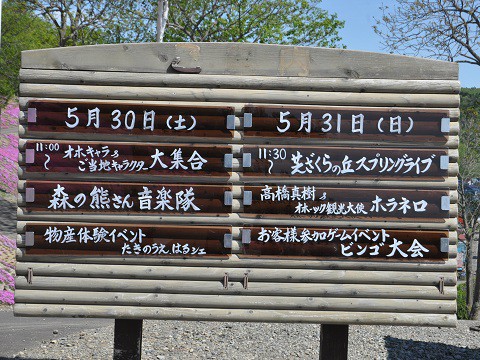 5月30日(土)
11:00
〜
オホキャラ&
ご当地キャラクター 大集合
森の熊さん音楽隊
物産体験イベント
たきのうえ、はるシェ
5月31日(日)
11:30
〜
芝ざくらの丘スプリングライブ
高橋真樹&
オホーツク観光大使 ホラネロ
お客様参加ゲームイベント
ビンゴ大会